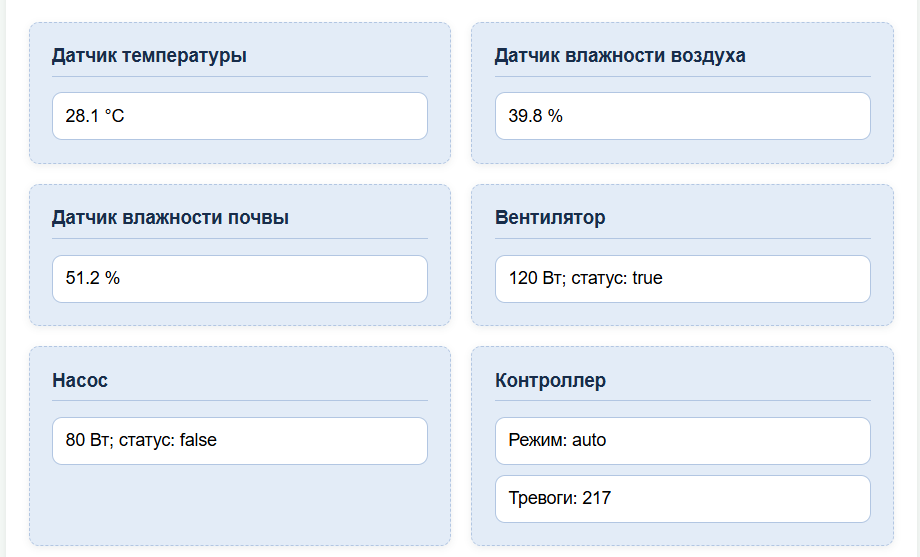 Датчик температуры
28.1 °C
Датчик влажности воздуха
39.8 %
Датчик влажности почвы
51.2 %
Вентилятор
120 Вт; статус: true
Насос
80 Вт; статус: false
Контроллер
Режим: auto
Тревоги: 217